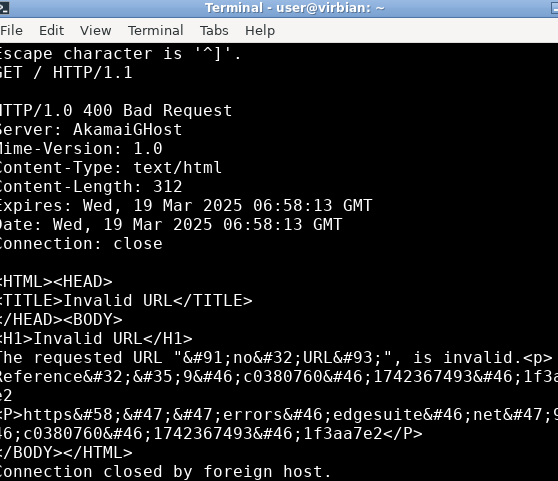 Terminal - user@virbian: ~
File Edit View Terminal Tabs Help
Escape character is '^]'.
GET / HTTP/1.1
HTTP/1.0 400 Bad Request
Server: AkamaiGHost
Mime-Version: 1.0
Content-Type: text/html
Content-Length: 312
Expires: Wed, 19 Mar 2025 06:58:13 GMT
Date: Wed, 19 Mar 2025 06:58:13 GMT
Connection: close
<HTML><HEAD>
<TITLE>Invalid URL</TITLE>
</HEAD><BODY>
<H1>Invalid URL</H1>
The requested URL "&#91;no&#32;URL&#93;", is invalid.<p>
Reference&#32;&#35;9&#46;c0380760&#46;1742367493&#46;1f3a
e2
<P>https&#58;&#47;&#47;errors&#46;edgesuite&#46;net&#47;9
46;c0380760&#46;1742367493&#46;1f3aa7e2</P>
</BODY></HTML>
Connection closed by foreign host.